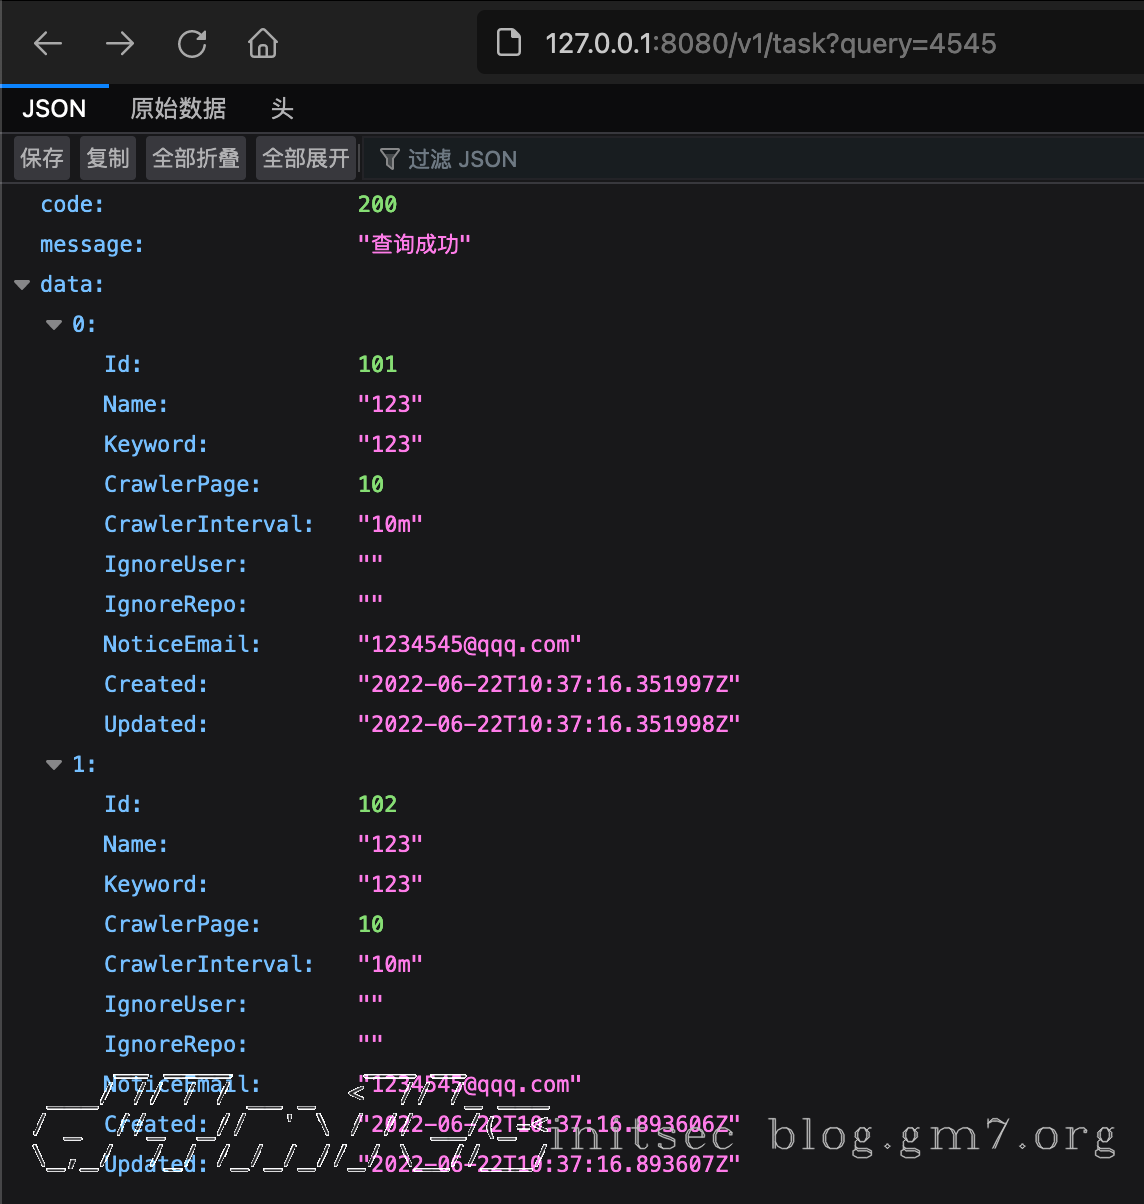 127.0.0.1:8080/v1/task?query=4545
JSON 原始数据 头
保存 复制 全部折叠 全部展开 过滤 JSON
code: 200
message: "查询成功"
data:
0:
Id: 101
Name: "123"
Keyword: "123"
CrawlerPage: 10
CrawlerInterval: "10m"
IgnoreUser: ""
IgnoreRepo: ""
NoticeEmail: "1234545@qqq.com"
Created: "2022-06-22T10:37:16.351997Z"
Updated: "2022-06-22T10:37:16.351998Z"
1:
Id: 102
Name: "123"
Keyword: "123"
CrawlerPage: 10
CrawlerInterval: "10m"
IgnoreUser: ""
IgnoreRepo: ""
NoticeEmail: "1234545@qqq.com"
Created: "2022-06-22T10:37:16.893606Z"
initsec blog.gm7.org
Updated: "2022-06-22T10:37:16.893607Z"